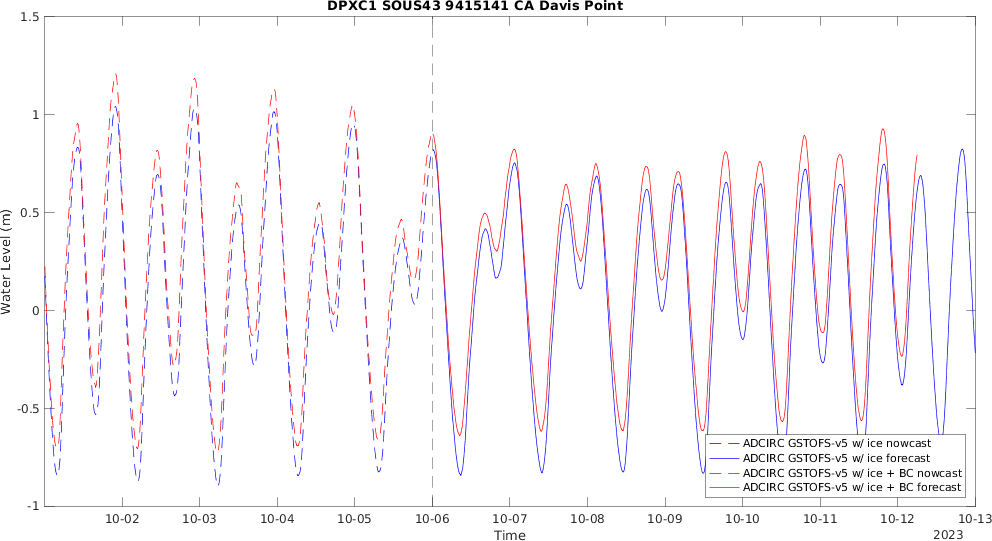 DPXC1 SOUS43 9415141 CA Davis Point
Water Level (m)
1.5
1
0.5
0
-0.5
-1
10-02 10-03 10-04 10-05 10-06 10-07 10-08 10-09 10-10 10-11 10-12 10-13
Time
2023
ADCIRC GSTOFS-v5 w/ ice nowcast
ADCIRC GSTOFS-v5 w/ ice forecast
ADCIRC GSTOFS-v5 w/ ice + BC nowcast
ADCIRC GSTOFS-v5 w/ ice + BC forecast